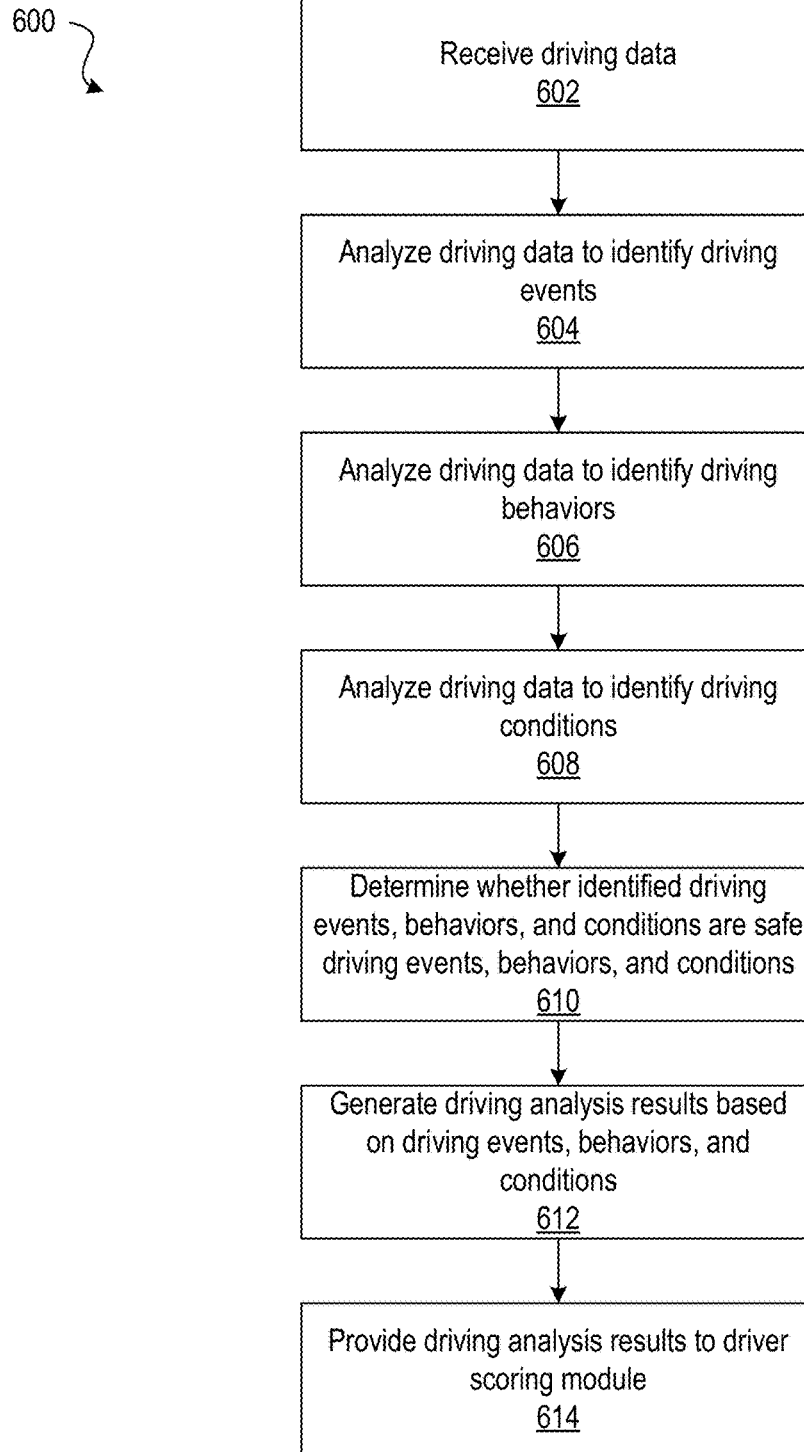 600
Receive driving data
602
Analyze driving data to identify driving
events
604
Analyze driving data to identify driving
behaviors
606
Analyze driving data to identify driving
conditions
608
Determine whether identified driving
events, behaviors, and conditions are safe
driving events, behaviors, and conditions
610
Generate driving analysis results based
on driving events, behaviors, and
conditions
612
Provide driving analysis results to driver
scoring module
614